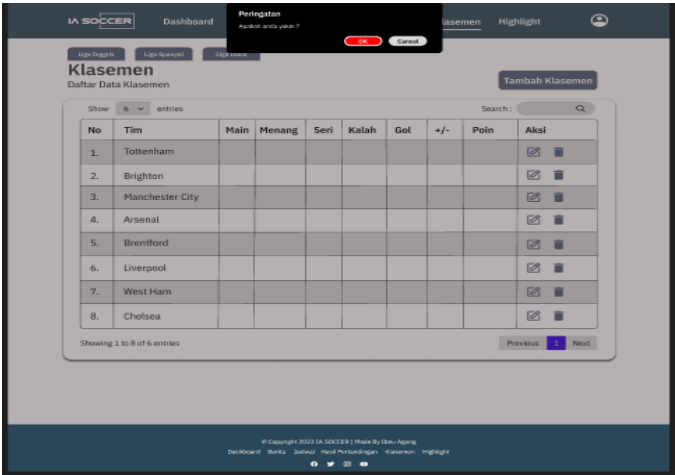 IA SOCCER Dashboard lasemen Highlight
Peringatan
Apakah anda yakin ?
OK Cancel
Liga Inggris Liga Spanyol
Klasemen
Daftar Data Klasemen
Tambah Klasemen
Show 6 entries Search :
No Tim Main Menang Seri Kalah Gol +/- Poin Aksi
1. Tottenham
2. Brighton
3. Manchester City
4. Arsenal
5. Brentford
6. Liverpool
7. West Ham
8. Chelsea
Showing 1 to 8 of 6 entries
Previous 1 Next
© Copyright 2023 IA SOCCER | Made By Ibnu Agung
Dashboard Berita Jadwal Hasil Pertandingan Klasemen Highlight